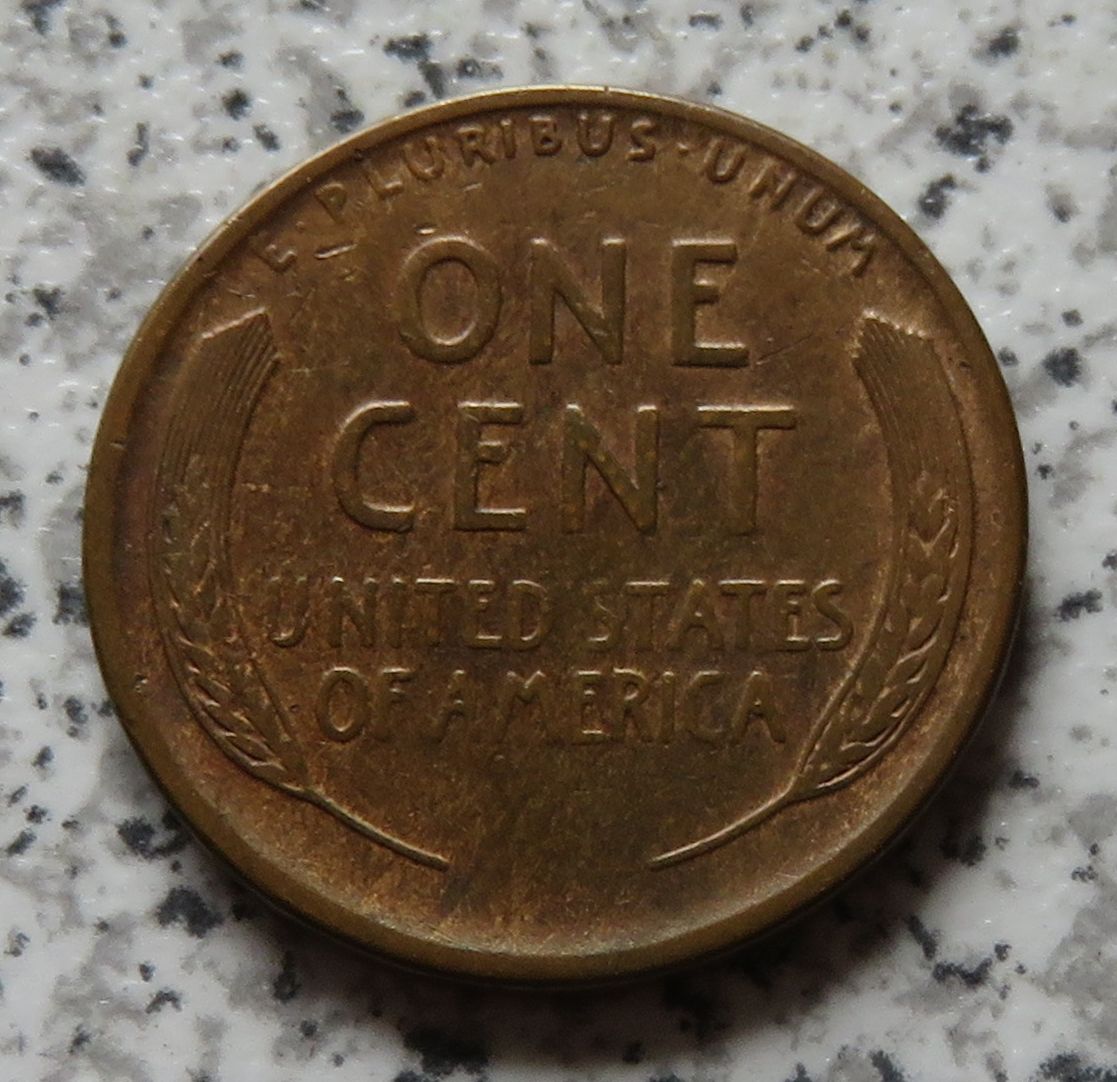 E·PLURIBUS·UNUM
ONE
CENT
UNITED STATES
OF AMERICA